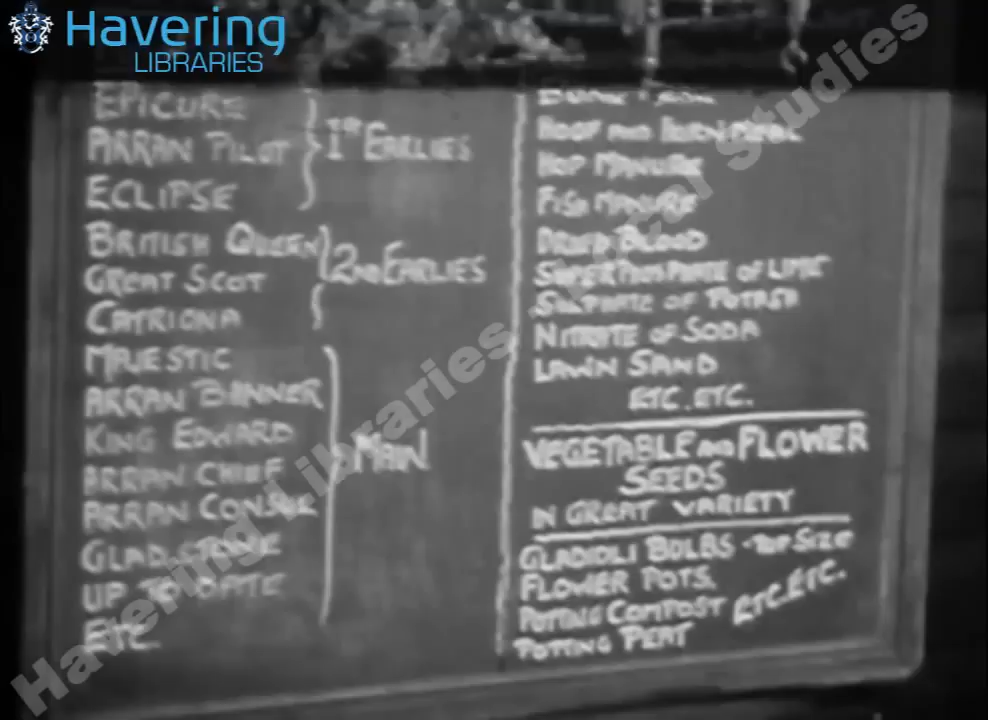 Havering
LIBRARIES
EPICURE
ARRAN PILOT
ECLIPSE
1ST EARLIES
BRITISH QUEEN
GREAT SCOT
CATRIONA
2ND EARLIES
MAJESTIC
ARRAN BANNER
KING EDWARD
ARRAN CHIEF
ARRAN CONSUL
GLADSTONE
UP TO DATE
ETC
MAIN
HOOF AND HORN MEAL
HOP MANURE
FISH MANURE
DRIED BLOOD
SUPERPHOSPHATE OF LIME
SULPHATE OF POTASH
NITRATE OF SODA
LAWN SAND
ETC. ETC.
VEGETABLE AND FLOWER
SEEDS
IN GREAT VARIETY
GLADIOLI BULBS - TOP SIZE
FLOWER POTS.
POTTING COMPOST ETC. ETC.
POTTING PEAT
Havering Libraries Local Studies